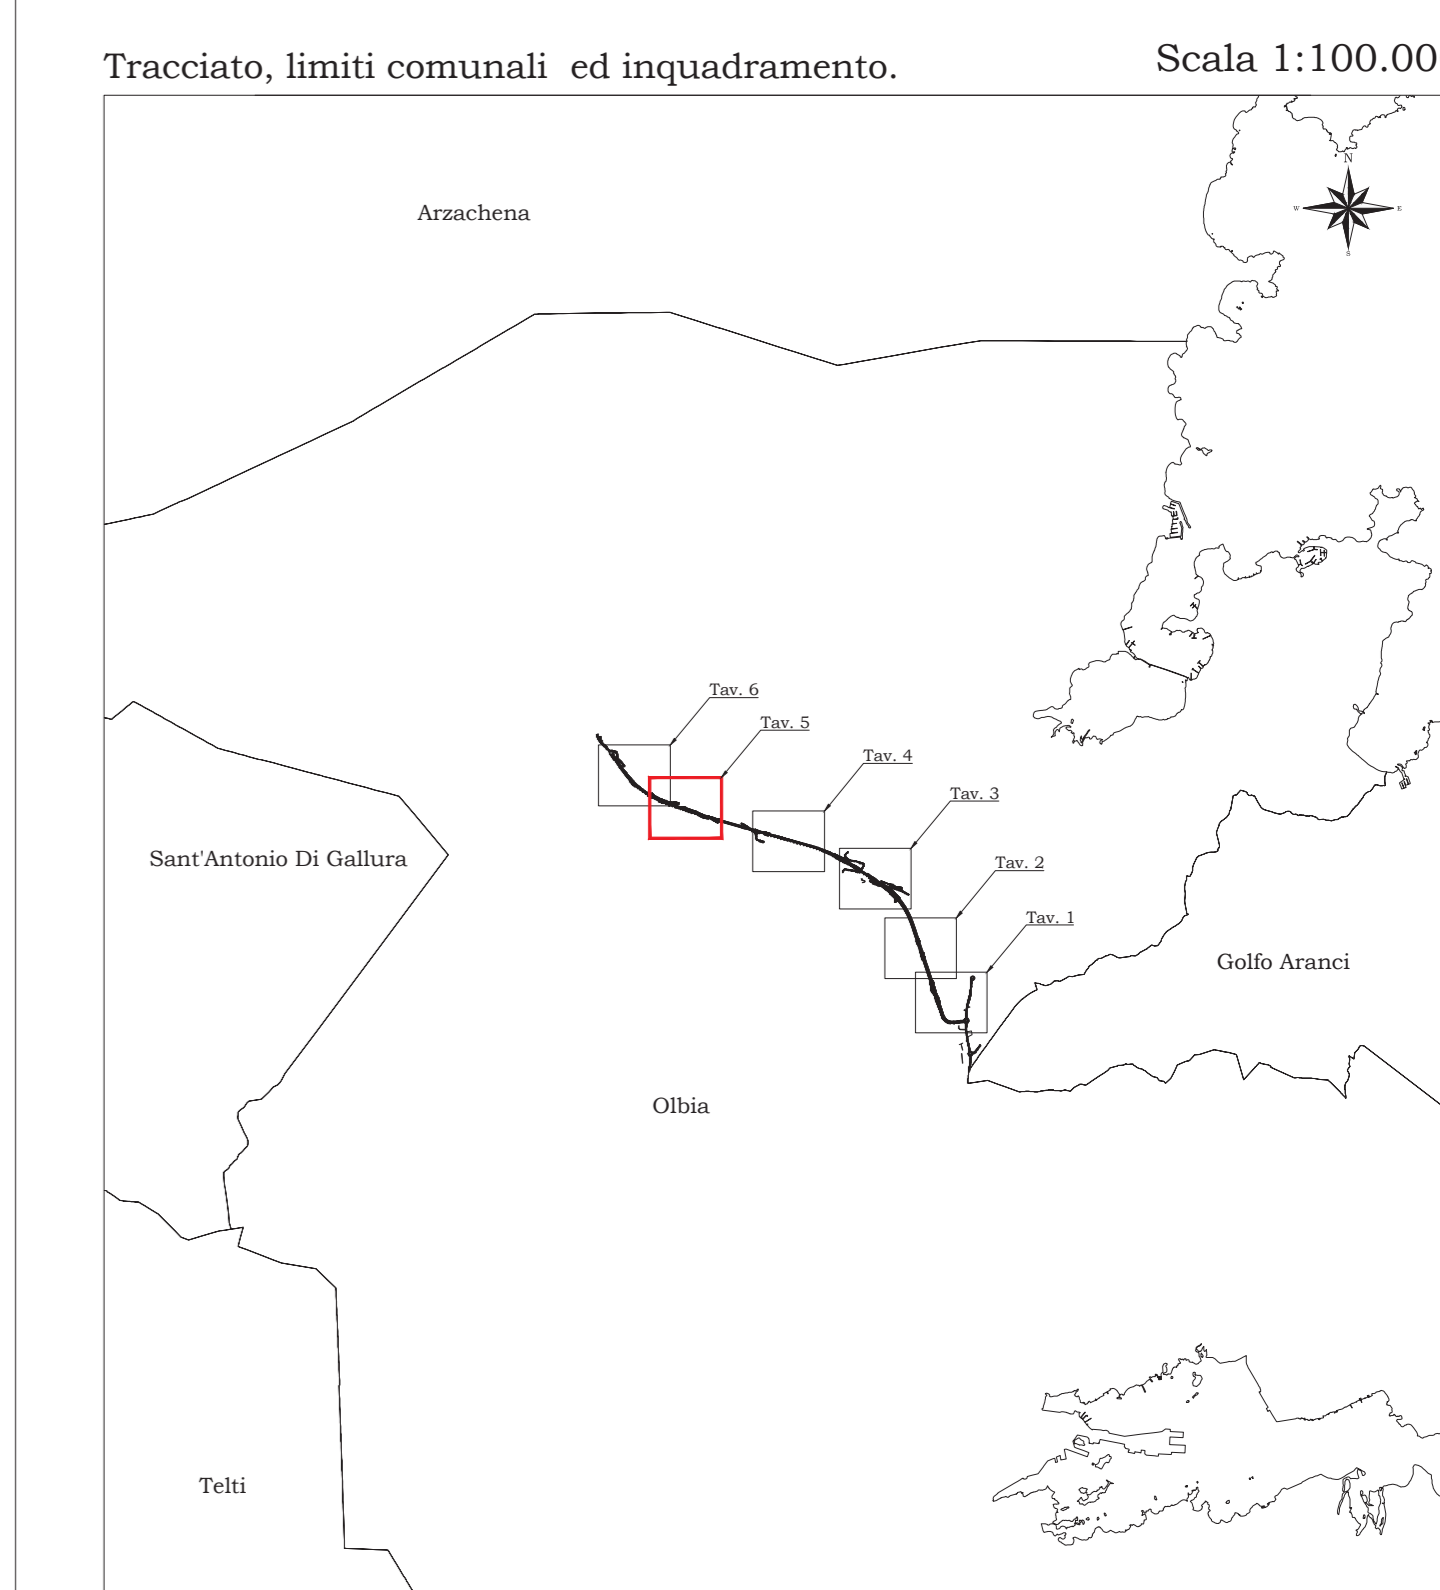 Tracciato, limiti comunali ed inquadramento.
Scala 1:100.00
Arzachena
N
W
E
S
Tav. 6
Tav. 5
Tav. 4
Tav. 3
Sant'Antonio Di Gallura
Tav. 2
Tav. 1
Golfo Aranci
Olbia
Telti